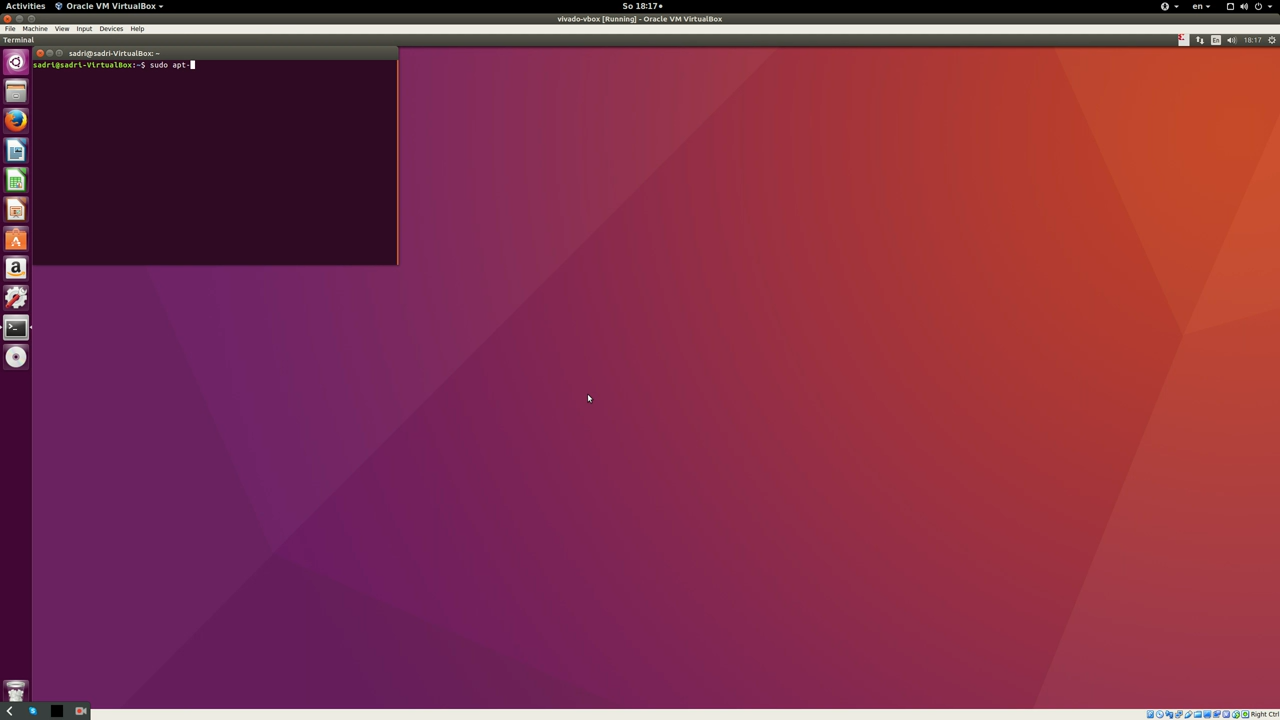 Activities Oracle VM VirtualBox So 18:17 en
vivado-vbox [Running] - Oracle VM VirtualBox
File Machine View Input Devices Help
Terminal En 18:17
sadri@sadri-VirtualBox: ~
sadri@sadri-VirtualBox:~$ sudo apt-
Right Ctrl